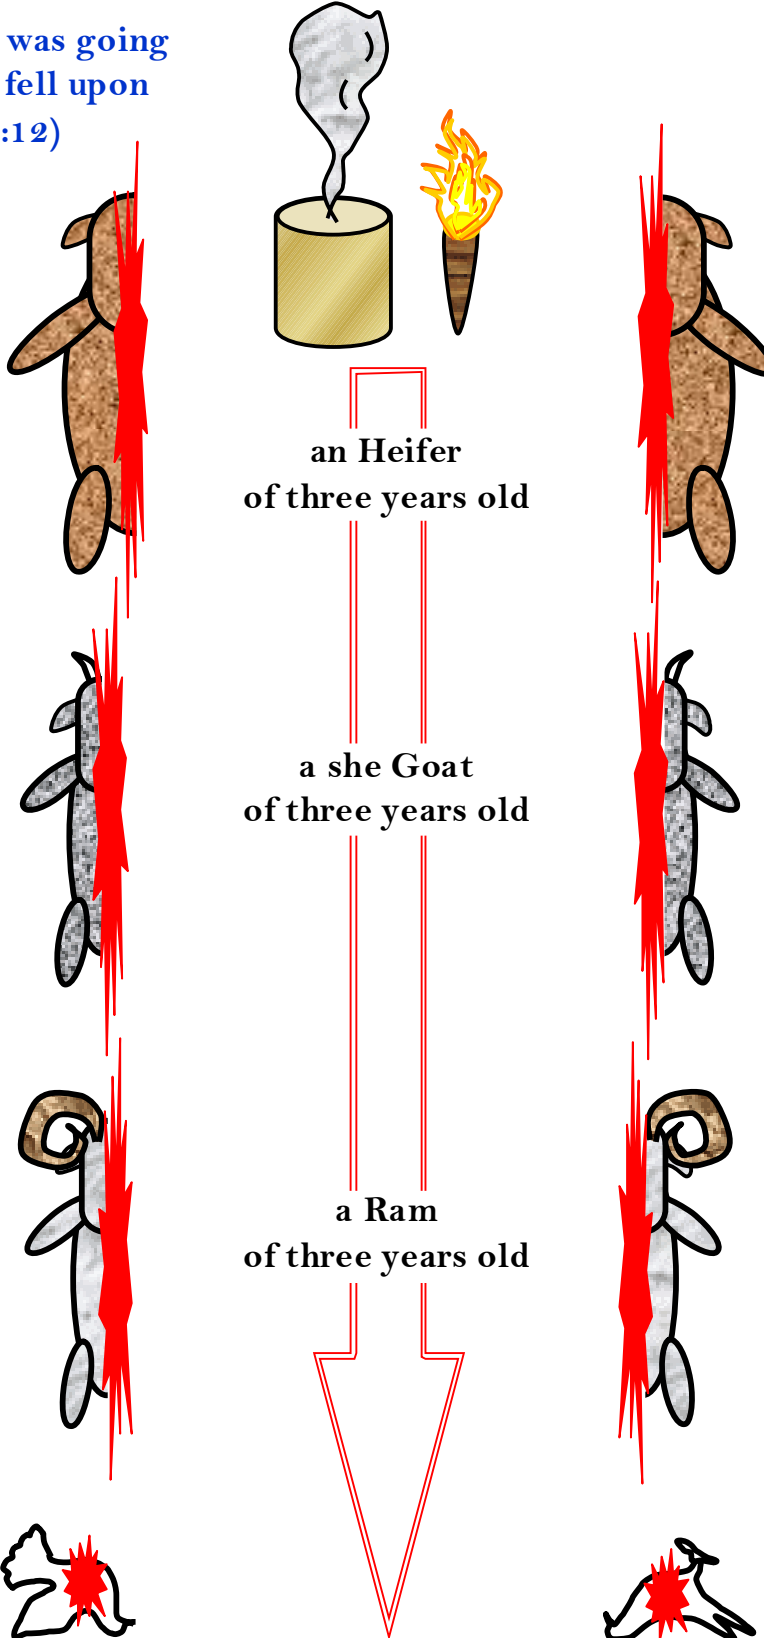 was going
fell upon
:12)
an Heifer
of three years old
a she Goat
of three years old
a Ram
of three years old